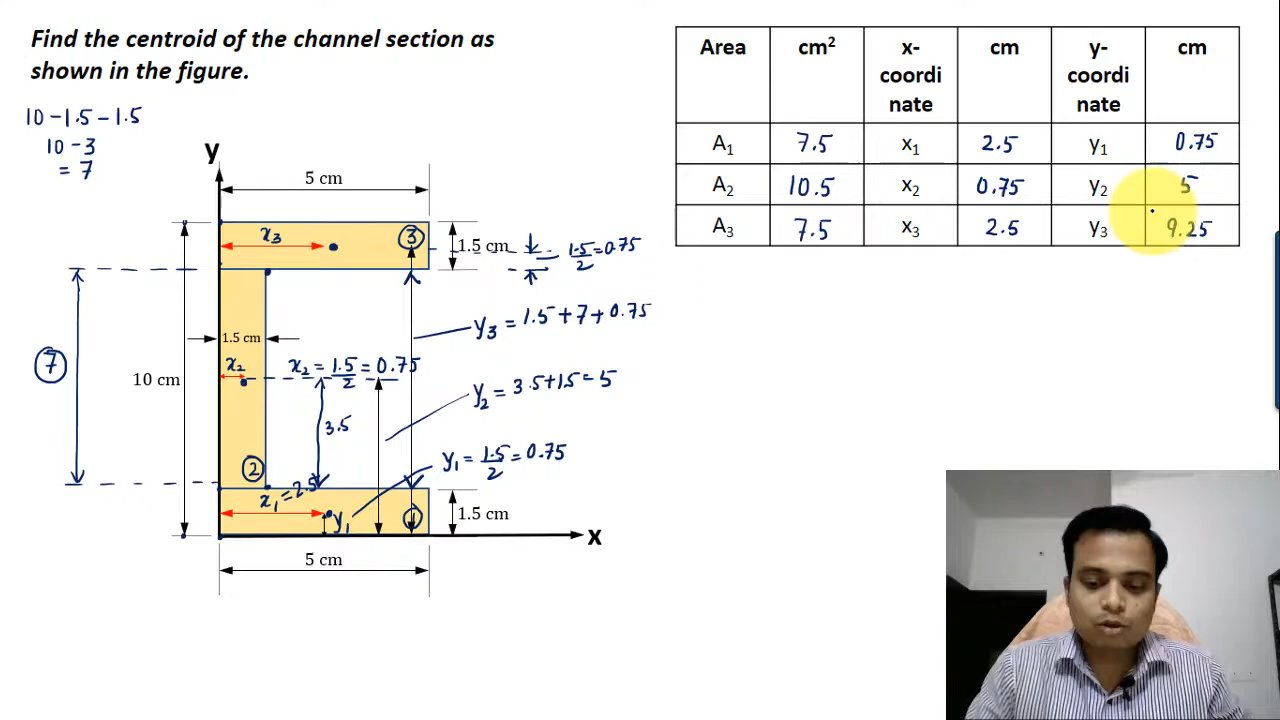 Find the centroid of the channel section as
shown in the figure.
10 - 1.5 - 1.5
10 - 3
= 7
y
5 cm
x3
3
1.5 cm
1.5/2 = 0.75
1.5 cm
y3 = 1.5 + 7 + 0.75
7
x2
x2 = 1.5/2 = 0.75
10 cm
y2 = 3.5 + 1.5 = 5
3.5
y1 = 1.5/2 = 0.75
2
x1 = 2.5
y1
1
1.5 cm
x
5 cm
Area cm² x-coordi nate cm y-coordi nate cm
A1 7.5 x1 2.5 y1 0.75
A2 10.5 x2 0.75 y2 5
A3 7.5 x3 2.5 y3 9.25